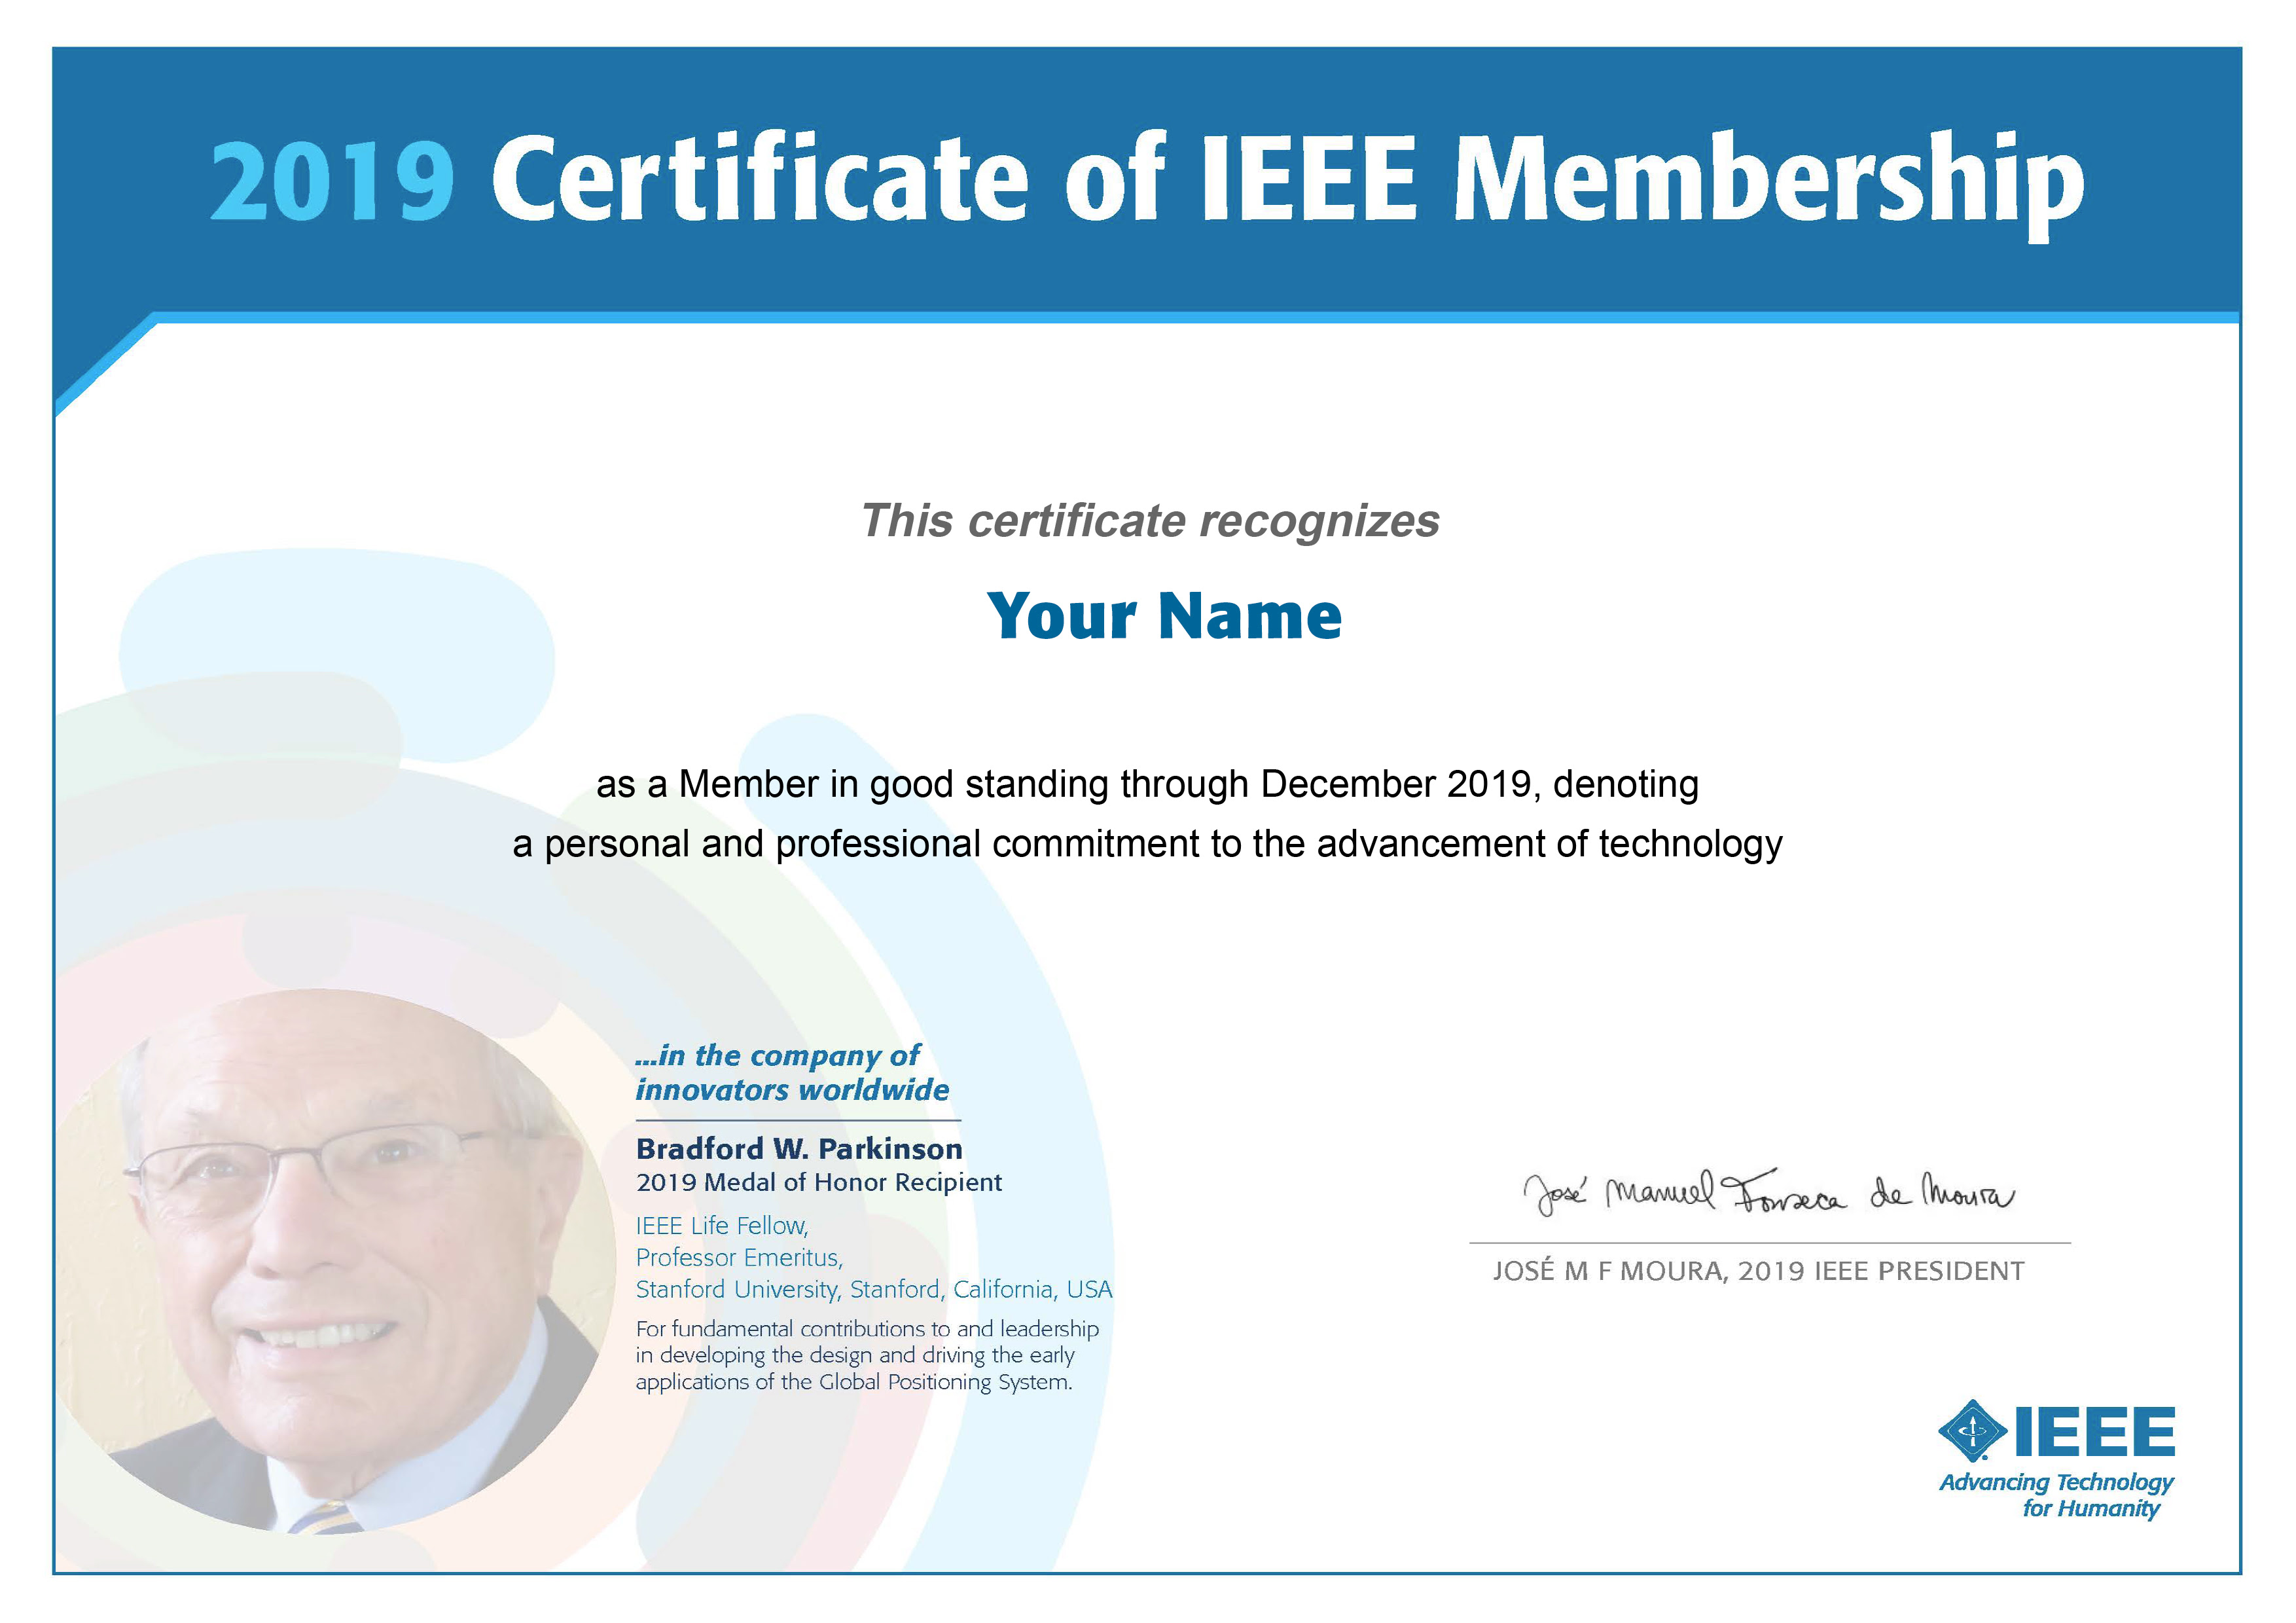 2019 Certificate of IEEE Membership
This certificate recognizes
Your Name
as a Member in good standing through December 2019, denoting
a personal and professional commitment to the advancement of technology
...in the company of
innovators worldwide
Bradford W. Parkinson
2019 Medal of Honor Recipient
IEEE Life Fellow,
Professor Emeritus,
Stanford University, Stanford, California, USA
For fundamental contributions to and leadership
in developing the design and driving the early
applications of the Global Positioning System.
José Manuel Fonseca de Moura
JOSÉ M F MOURA, 2019 IEEE PRESIDENT
IEEE
Advancing Technology
for Humanity